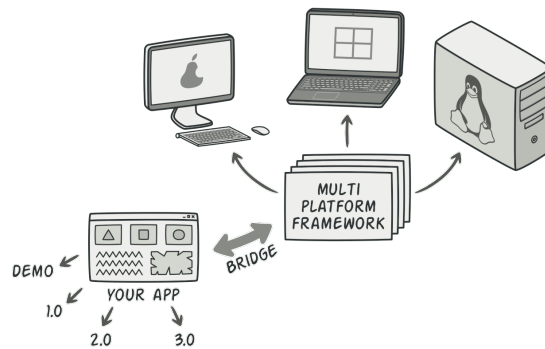 MULTI
PLATFORM
FRAMEWORK
BRIDGE
YOUR APP
DEMO
1.0
2.0
3.0